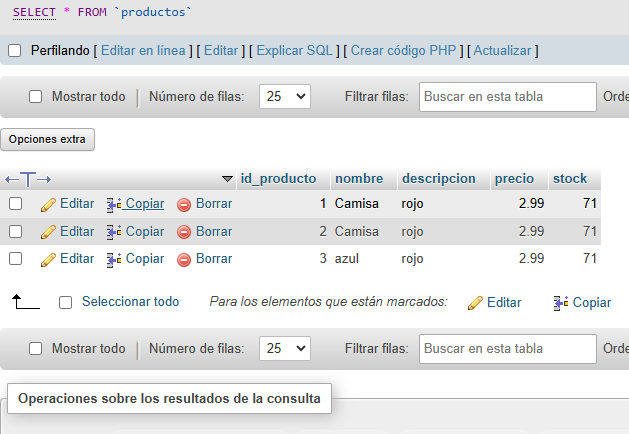 SELECT * FROM `productos`
Perfilando [ Editar en línea ] [ Editar ] [ Explicar SQL ] [ Crear código PHP ] [ Actualizar ]
Mostrar todo Número de filas: 25 Filtrar filas: Buscar en esta tabla Orde
Opciones extra
id_producto nombre descripcion precio stock
Editar Copiar Borrar 1 Camisa rojo 2.99 71
Editar Copiar Borrar 2 Camisa rojo 2.99 71
Editar Copiar Borrar 3 azul rojo 2.99 71
Seleccionar todo Para los elementos que están marcados: Editar Copiar
Mostrar todo Número de filas: 25 Filtrar filas: Buscar en esta tabla Orde
Operaciones sobre los resultados de la consulta